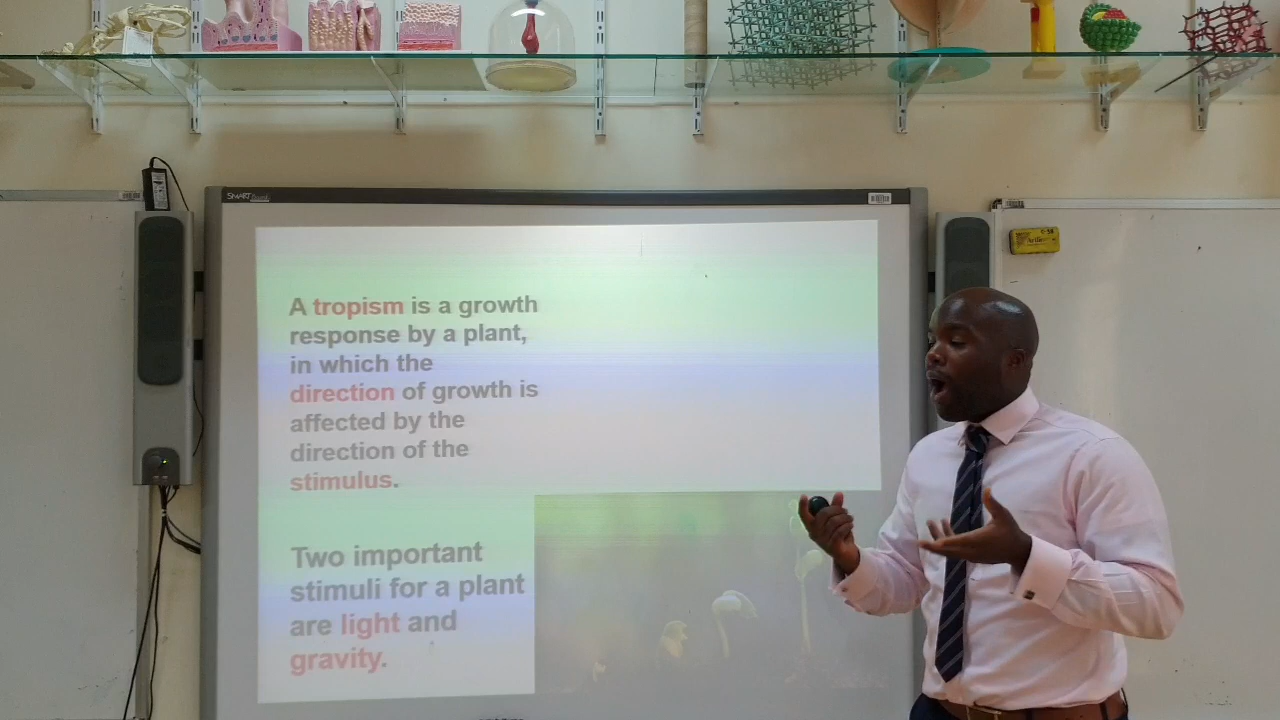 SMART
A tropism is a growth
response by a plant,
in which the
direction of growth is
affected by the
direction of the
stimulus.
Two important
stimuli for a plant
are light and
gravity.